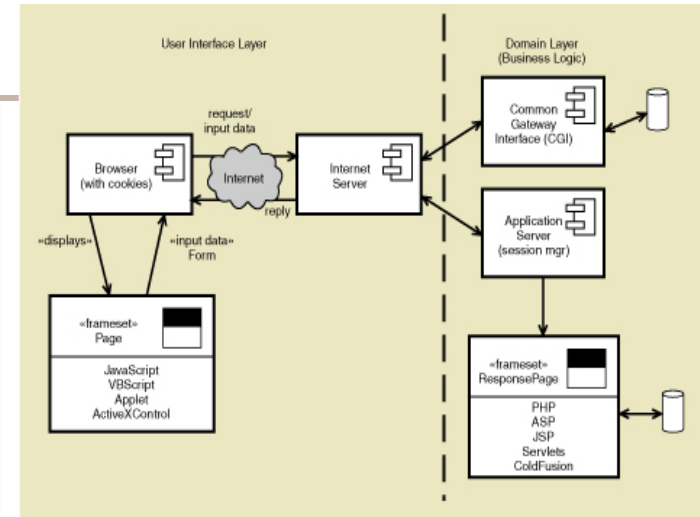 User Interface Layer
Domain Layer
(Business Logic)
request/
input data
Common
Gateway
Interface (CGI)
Browser
(with cookies)
Internet
Internet
Server
reply
Application
Server
(session mgr)
«displays»
«input data»
Form
«frameset»
Page
JavaScript
VBScript
Applet
ActiveXControl
«frameset»
ResponsePage
PHP
ASP
JSP
Servlets
ColdFusion